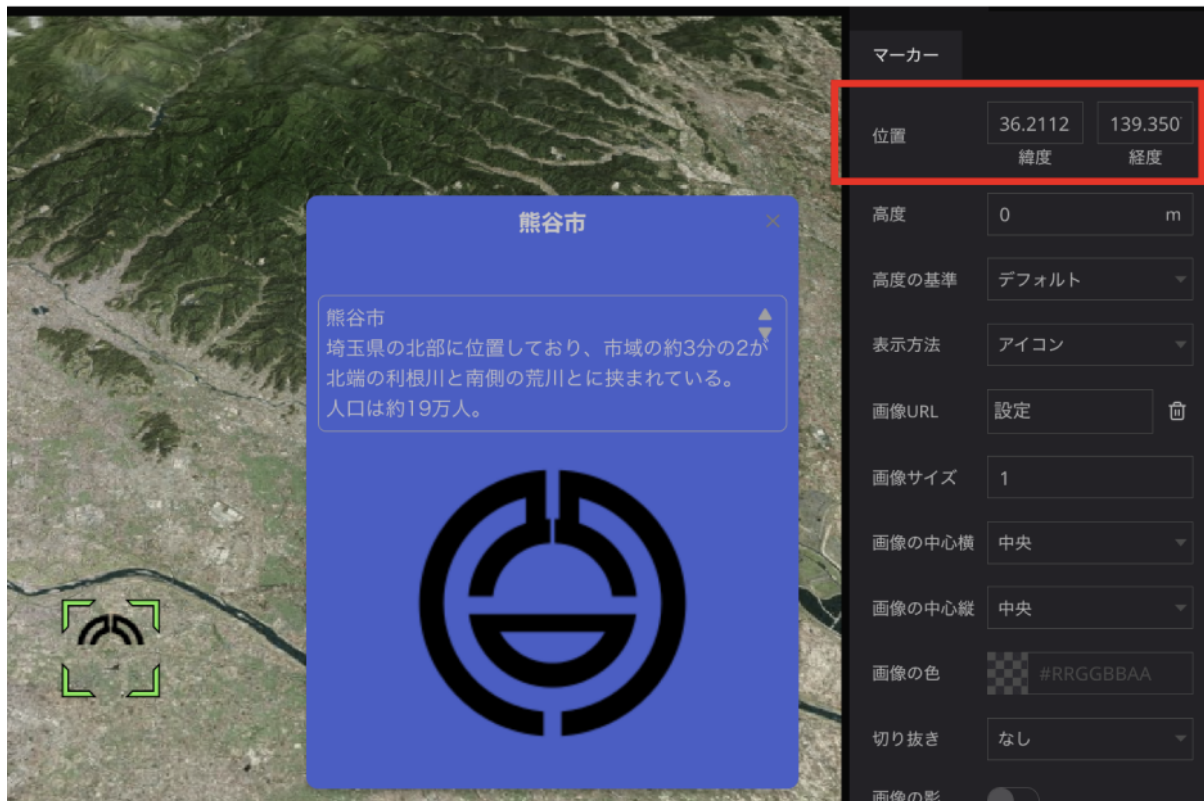 熊谷市
熊谷市
埼玉県の北部に位置しており、市域の約3分の2が
北端の利根川と南側の荒川とに挟まれている。
人口は約19万人。
マーカー
位置
36.2112
139.350
緯度
経度
高度
0 m
高度の基準
デフォルト
表示方法
アイコン
画像URL
設定
画像サイズ
1
画像の中心横
中央
画像の中心縦
中央
画像の色
#RRGGBBAA
切り抜き
なし
画像の影